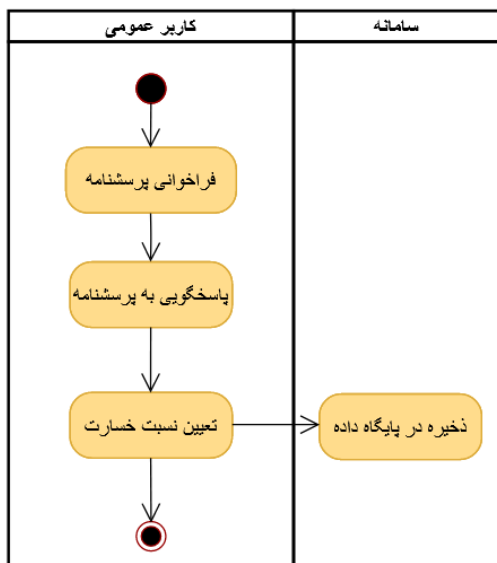 کاربر عمومی
سامانه
فراخوانی پرسشنامه
پاسخگویی به پرسشنامه
تعیین نسبت خسارت
ذخیره در پایگاه داده